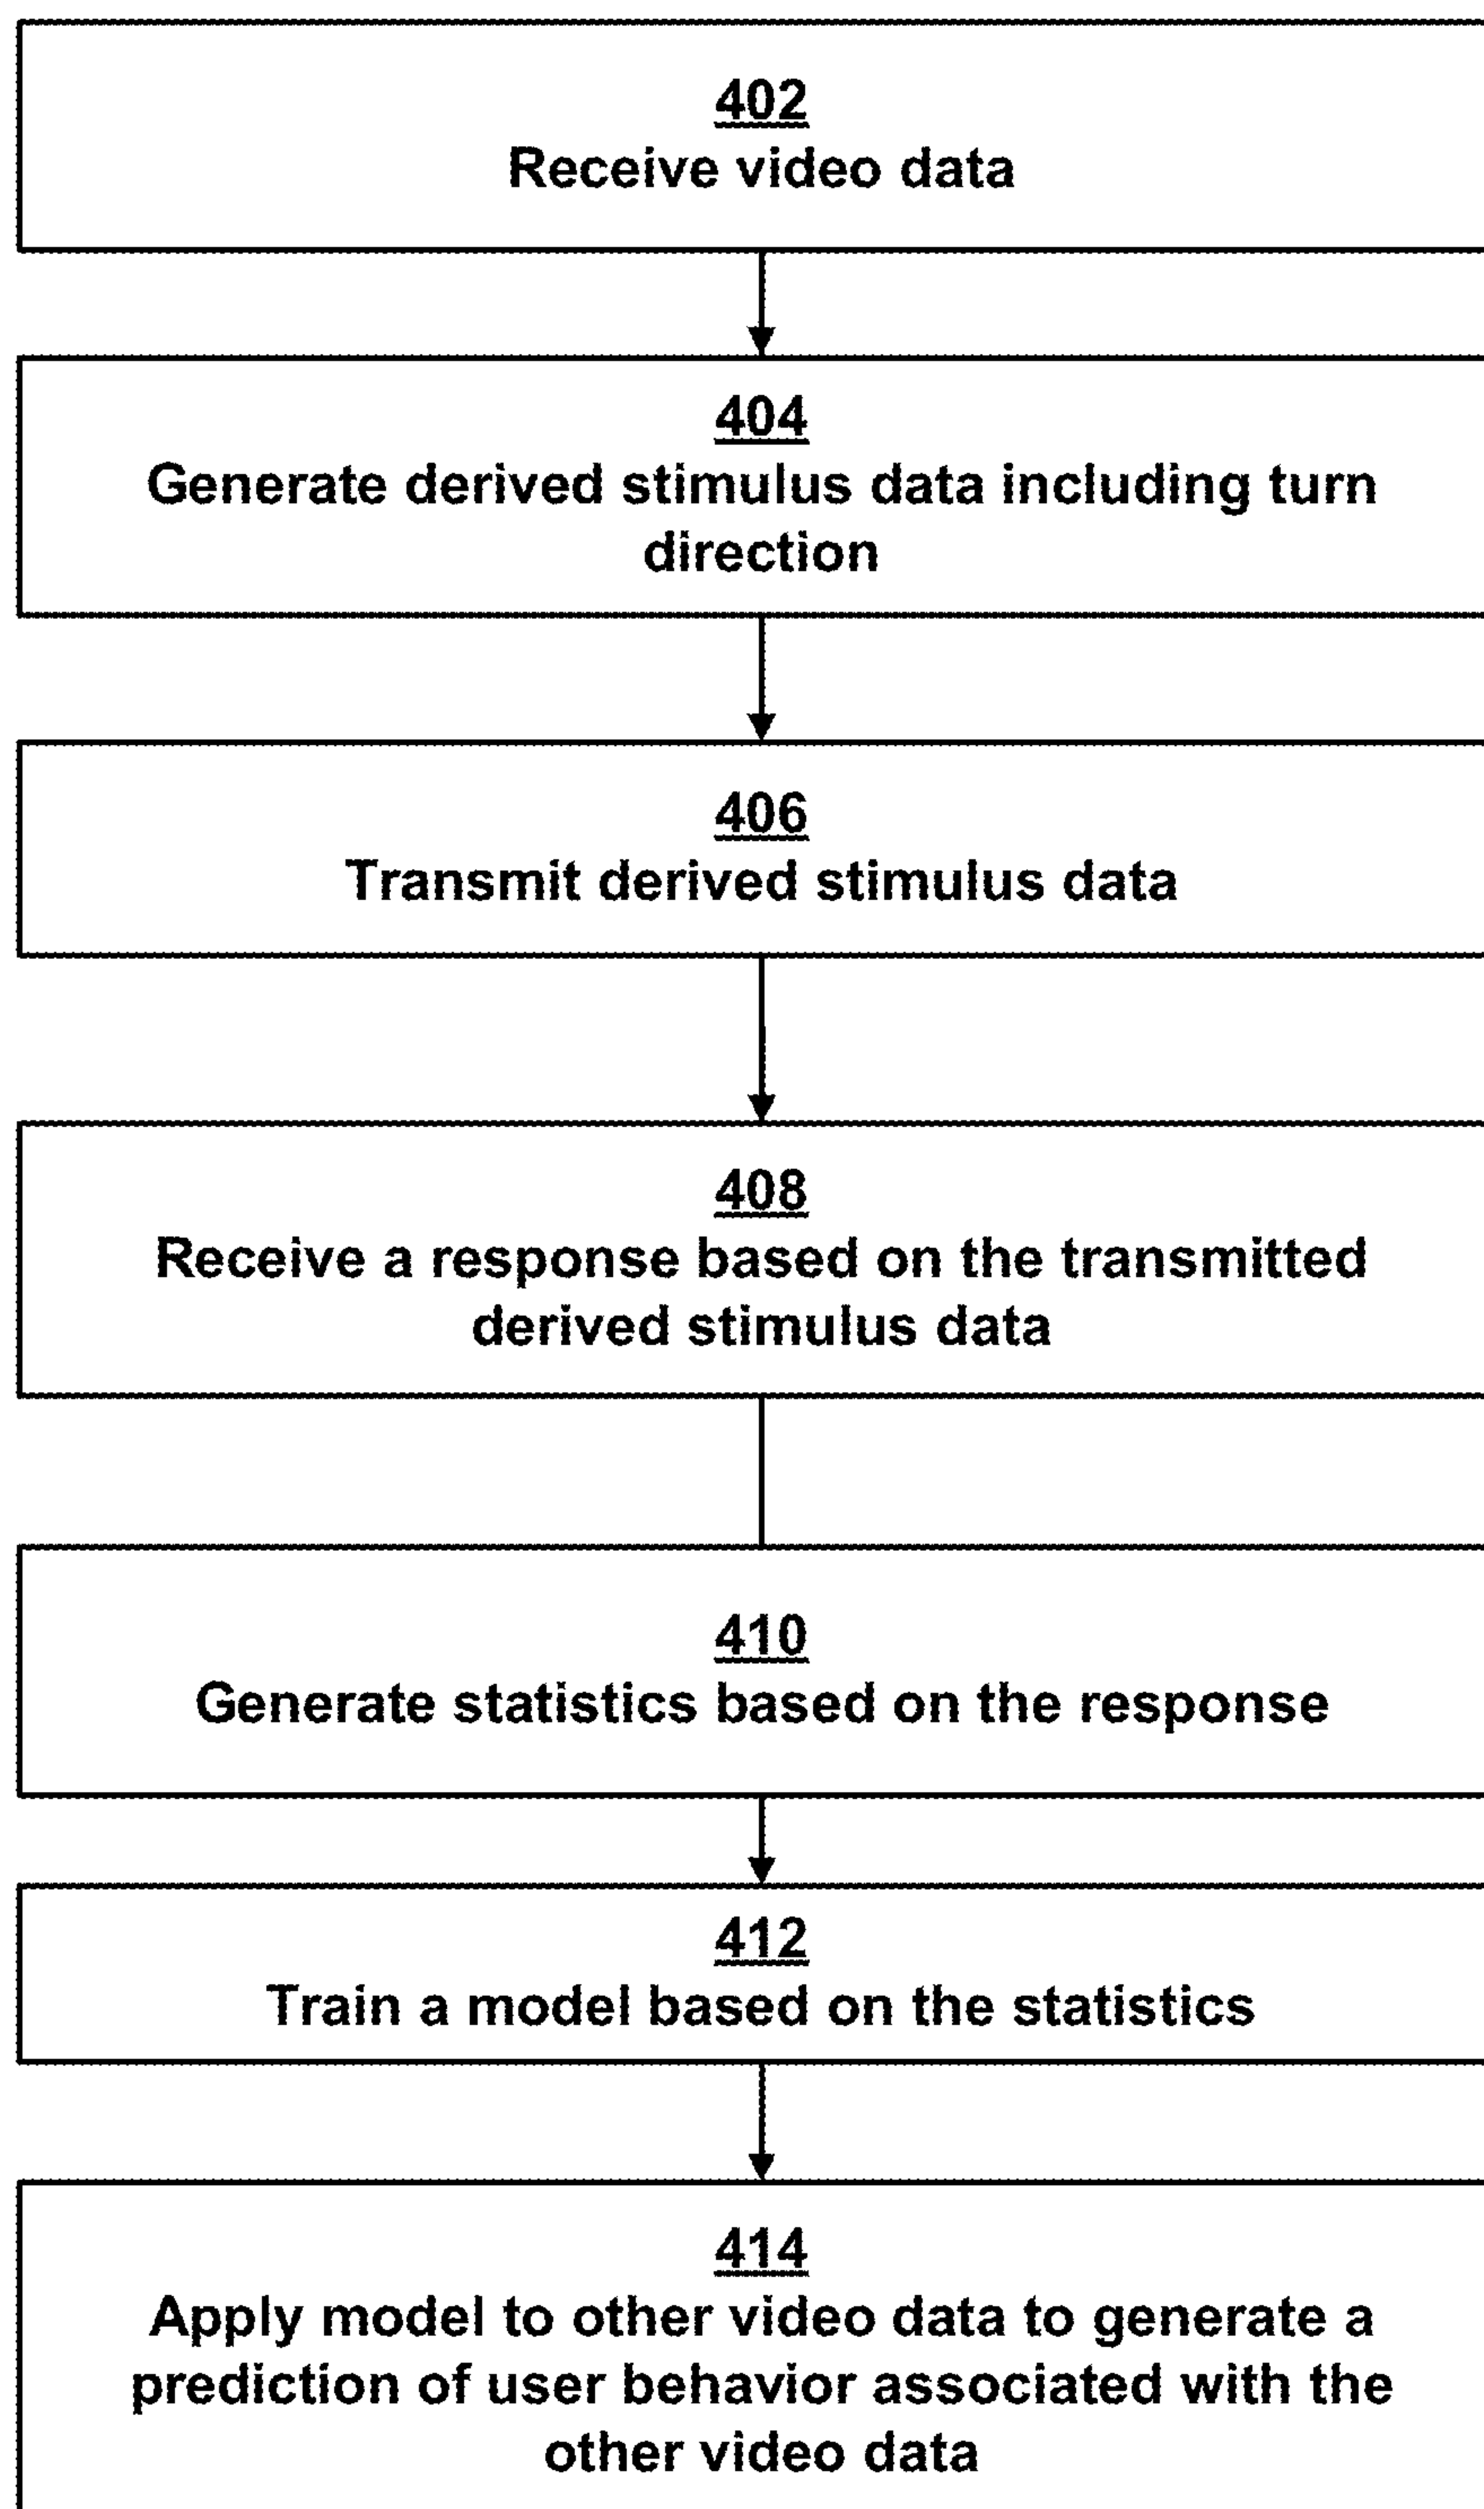 402
Receive video data
404
Generate derived stimulus data including turn
direction
406
Transmit derived stimulus data
408
Receive a response based on the transmitted
derived stimulus data
410
Generate statistics based on the response
412
Train a model based on the statistics
414
Apply model to other video data to generate a
prediction of user behavior associated with the
other video data